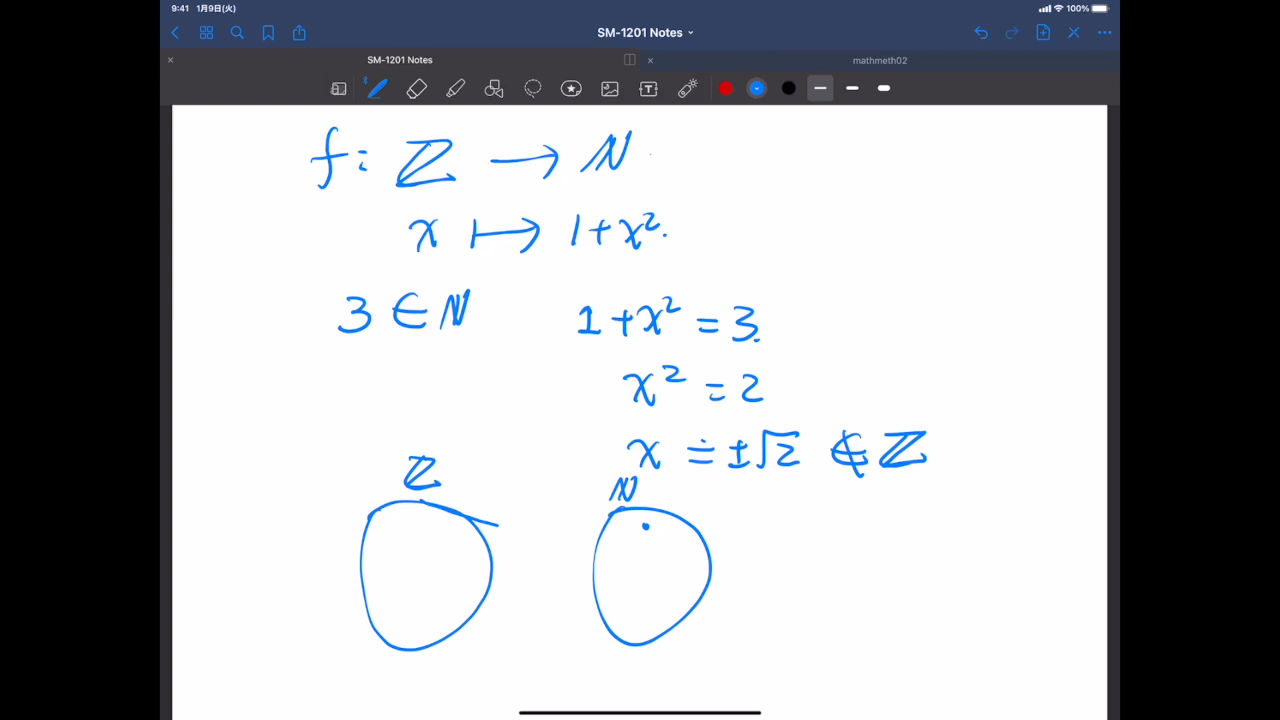 9:41 1月9日(火) 100%
SM-1201 Notes
SM-1201 Notes mathmeth02
f: ℤ → ℕ
x ↦ 1+x².
3 ∈ ℕ 1+x² = 3.
x² = 2
x = ±√2 ∉ ℤ
ℤ ℕ